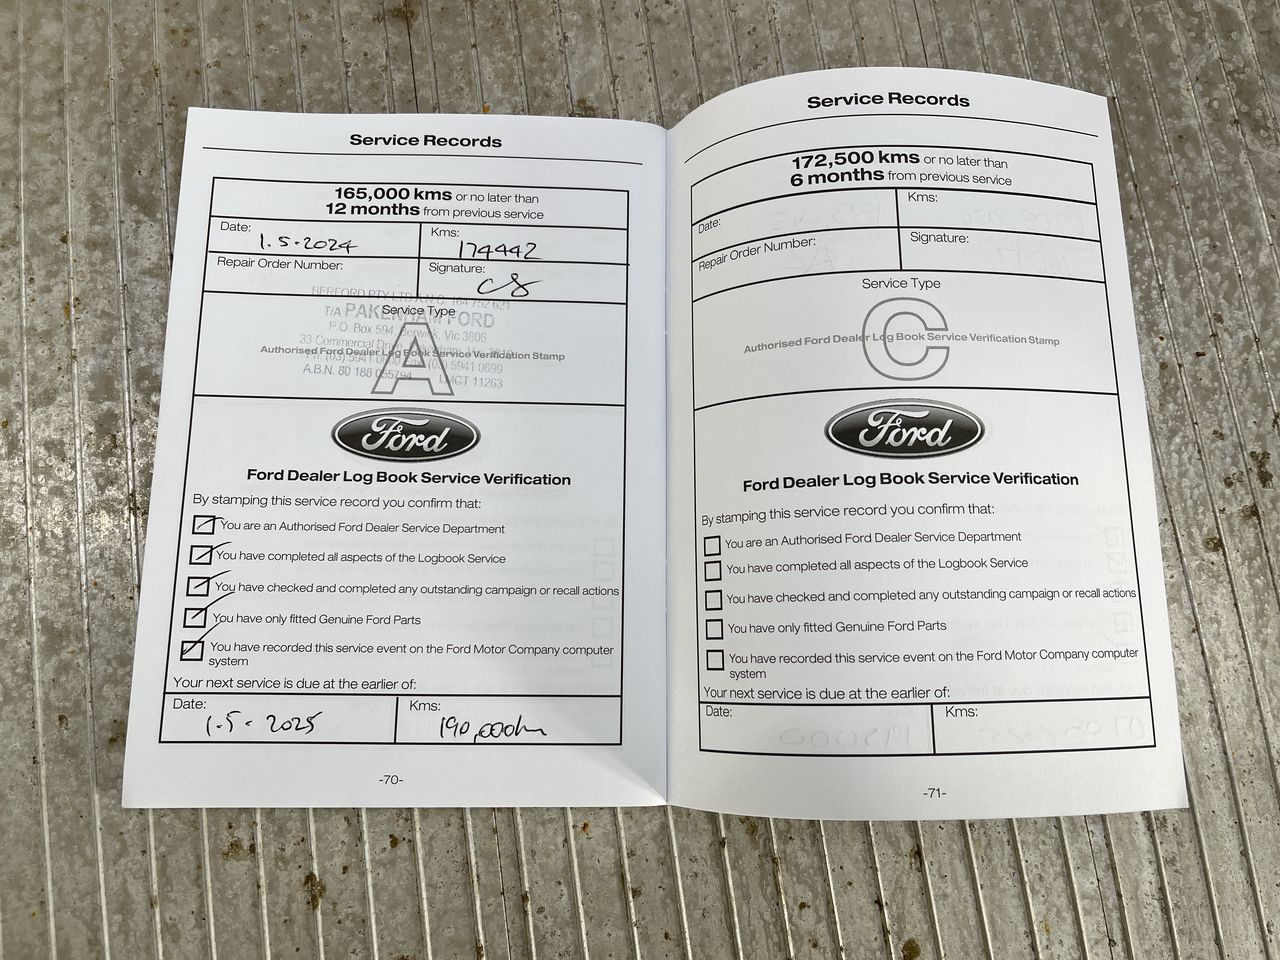 Service Records
165,000 kms or no later than
12 months from previous service
Date: 1.5.2024
Kms: 174442
Repair Order Number:
Signature: CS
BERFORD PTY LTD A.C.N. 164 752 621
Service Type
T/A PAKENHAM FORD
P.O. Box 594, Berwick, Vic 3806
33 Commercial Drive,
Authorised Ford Dealer Log Book Service Verification Stamp
A.B.N. 80 188 055794 LMCT 11263
A
Ford
Ford Dealer Log Book Service Verification
By stamping this service record you confirm that:
You are an Authorised Ford Dealer Service Department
You have completed all aspects of the Logbook Service
You have checked and completed any outstanding campaign or recall actions
You have only fitted Genuine Ford Parts
You have recorded this service event on the Ford Motor Company computer
system
Your next service is due at the earlier of:
Date: 1.5.2025
Kms: 190,000km
-70-
Service Records
172,500 kms or no later than
6 months from previous service
Date:
Kms:
Repair Order Number:
Signature:
Service Type
Authorised Ford Dealer Log Book Service Verification Stamp
C
Ford
Ford Dealer Log Book Service Verification
By stamping this service record you confirm that:
You are an Authorised Ford Dealer Service Department
You have completed all aspects of the Logbook Service
You have checked and completed any outstanding campaign or recall actions
You have only fitted Genuine Ford Parts
You have recorded this service event on the Ford Motor Company computer
system
Your next service is due at the earlier of:
Date:
Kms:
-71-